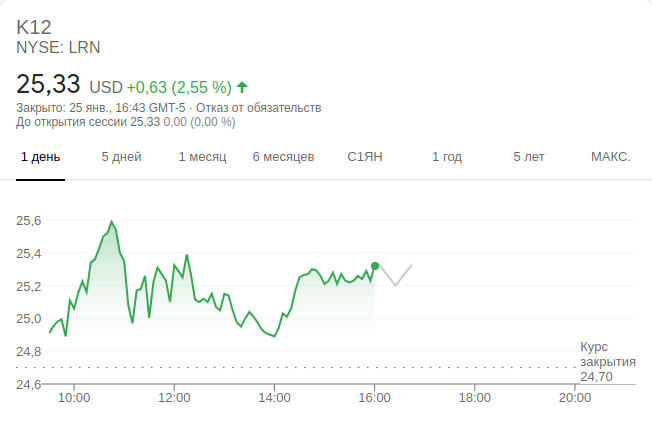 K12
NYSE: LRN
25,33 USD +0,63 (2,55 %)
Закрыто: 25 янв., 16:43 GMT-5 · Отказ от обязательств
До открытия сессии 25,33 0,00 (0,00 %)
1 день 5 дней 1 месяц 6 месяцев С1ЯН 1 год 5 лет МАКС.
25,6
25,4
25,2
25,0
24,8
24,6
Курс
закрытия
24,70
10:00 12:00 14:00 16:00 18:00 20:00